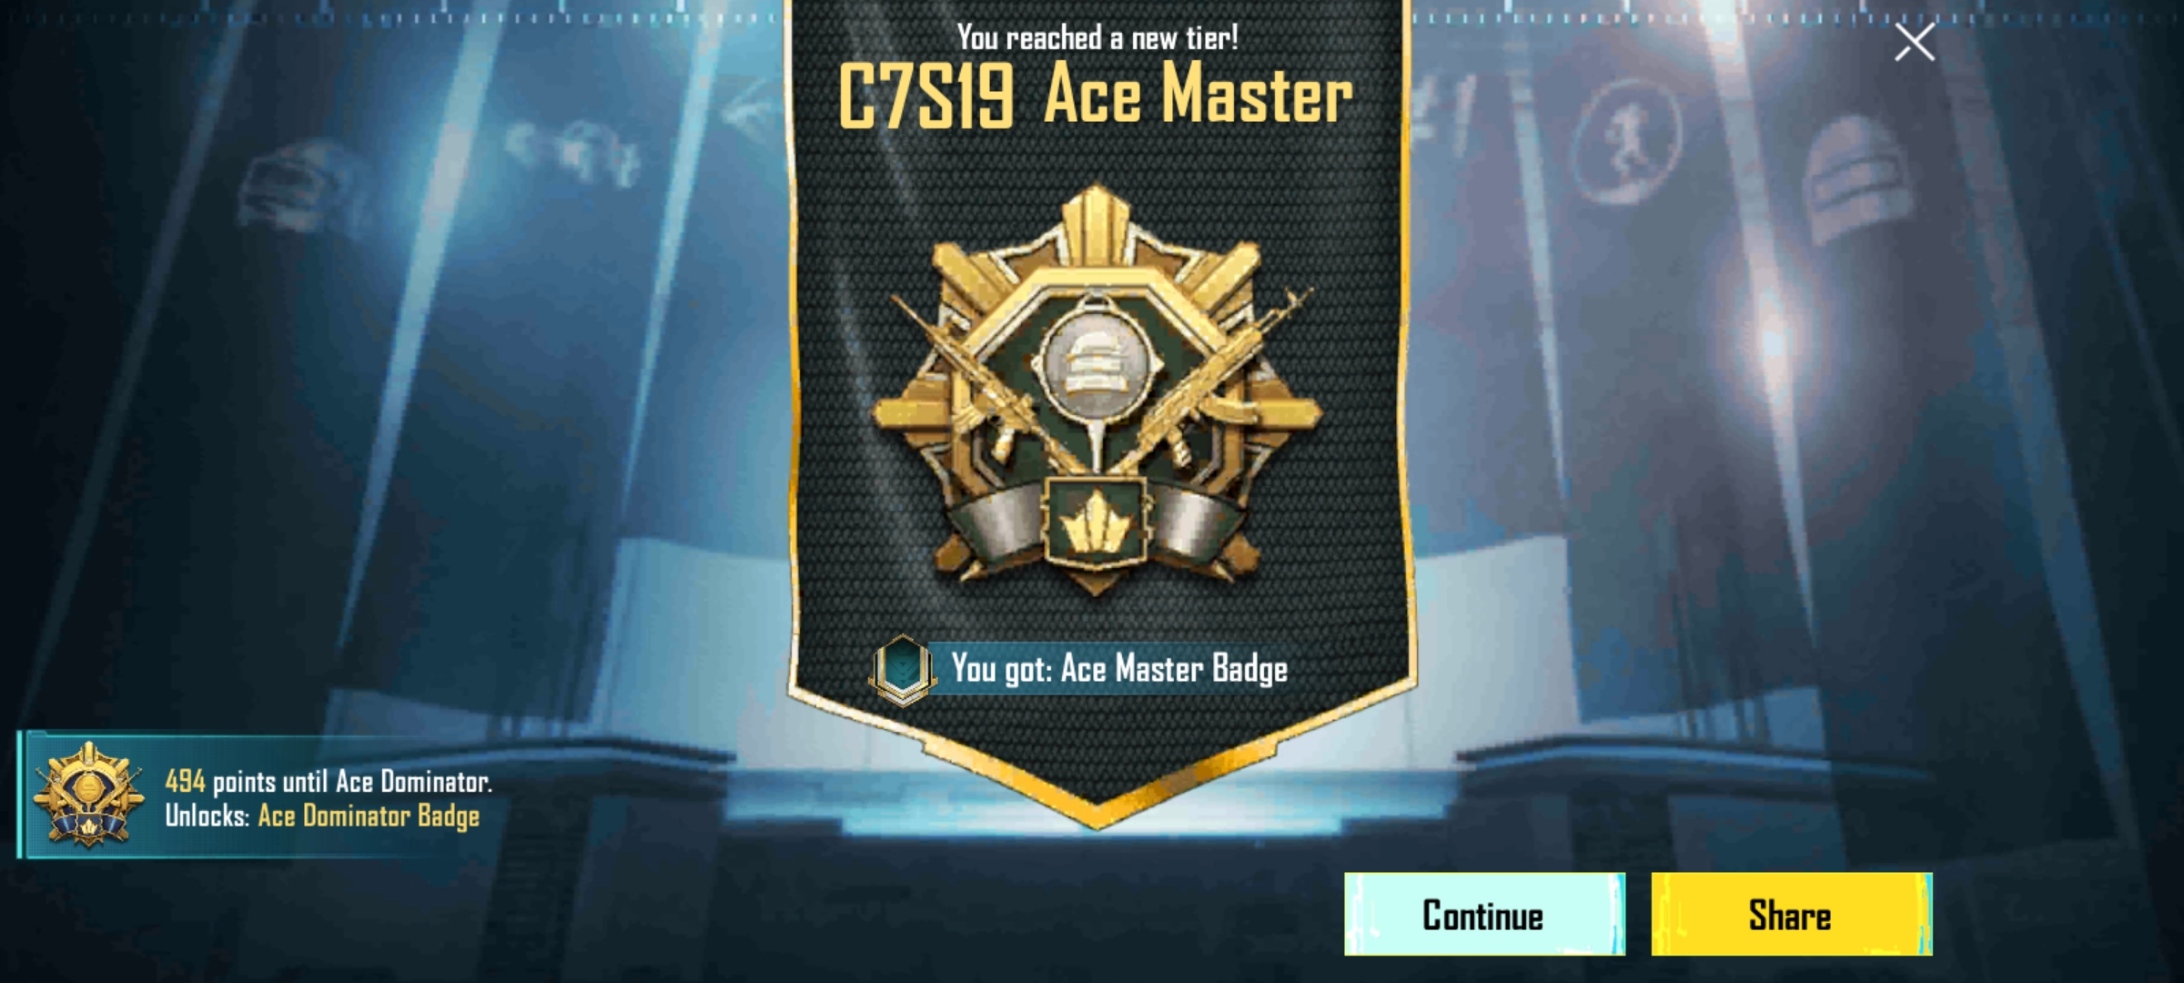 You reached a new tier!
C7S19 Ace Master
You got: Ace Master Badge
494 points until Ace Dominator.
Unlocks: Ace Dominator Badge
Continue
Share